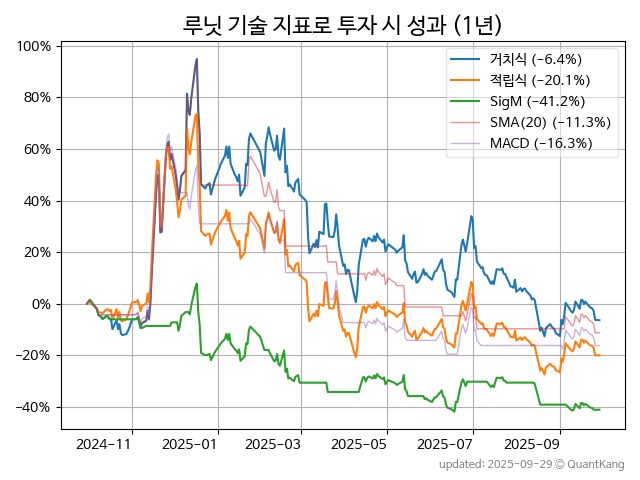 루닛 기술 지표로 투자 시 성과 (1년)
100%
80%
60%
40%
20%
0%
−20%
−40%
거치식 (−6.4%)
적립식 (−20.1%)
SigM (−41.2%)
SMA(20) (−11.3%)
MACD (−16.3%)
2024-11
2025-01
2025-03
2025-05
2025-07
2025-09
updated: 2025-09-29 © QuantKang